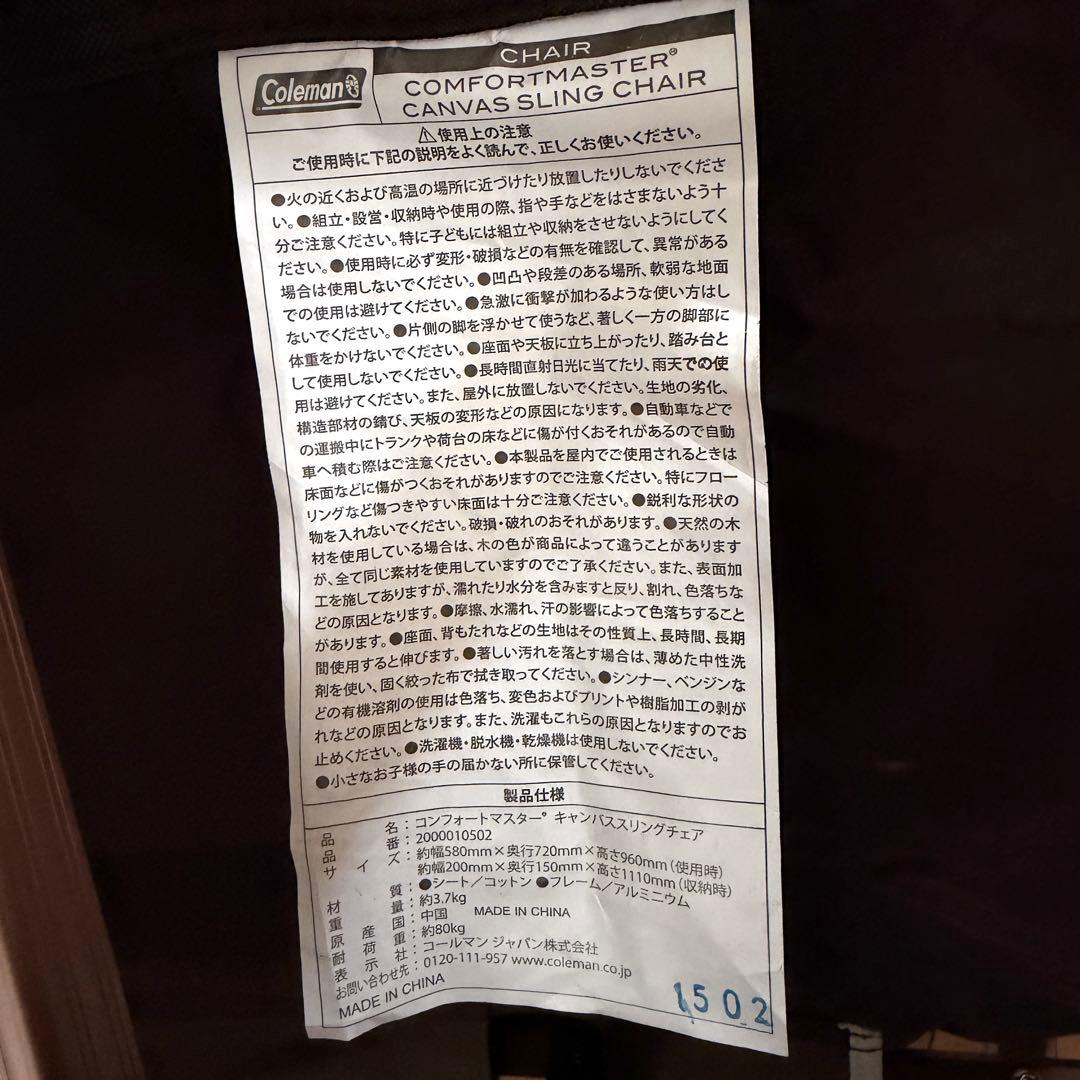 Coleman
CHAIR
COMFORTMASTER®
CANVAS SLING CHAIR
⚠使用上の注意
ご使用時に下記の説明をよく読んで、正しくお使いください。
●火の近くおよび高温の場所に近づけたり放置したりしないでくださ
い。●組立・設営・収納時や使用の際、指や手などをはさまないよう十
分ご注意ください。特に子どもには組立や収納をさせないようにしてく
ださい。●使用時に必ず変形・破損などの有無を確認して、異常がある
場合は使用しないでください。●凹凸や段差のある場所、軟弱な地面
での使用は避けてください。●急激に衝撃が加わるような使い方はし
ないでください。●片側の脚を浮かせて使うなど、著しく一方の脚部に
体重をかけないでください。●座面や天板に立ち上がったり、踏み台と
して使用しないでください。●長時間直射日光に当てたり、雨天での使
用は避けてください。また、屋外に放置しないでください。生地の劣化、
構造部材の錆び、天板の変形などの原因になります。●自動車などで
の運搬中にトランクや荷台の床などに傷が付くおそれがあるので自動
車へ積む際はご注意ください。●本製品を屋内でご使用されるときは
床面などに傷がつくおそれがありますのでご注意ください。特にフロー
リングなど傷つきやすい床面は十分ご注意ください。●鋭利な形状の
物を入れないでください。破損・破れのおそれがあります。●天然の木
材を使用している場合は、木の色が商品によって違うことがあります
が、全て同じ素材を使用していますのでご了承ください。また、表面加
工を施してありますが、濡れたり水分を含みますと反り、割れ、色落ちな
どの原因となります。●摩擦、水濡れ、汗の影響によって色落ちすること
があります。●座面、背もたれなどの生地はその性質上、長時間、長期
間使用すると伸びます。●著しい汚れを落とす場合は、薄めた中性洗
剤を使い、固く絞った布で拭き取ってください。●シンナー、ベンジンな
どの有機溶剤の使用は色落ち、変色およびプリントや樹脂加工の剥が
れなどの原因となります。また、洗濯もこれらの原因となりますのでお
止めください。●洗濯機・脱水機・乾燥機は使用しないでください。
●小さなお子様の手の届かない所に保管してください。
製品仕様
品名：コンフォートマスター® キャンバススリングチェア
品番：2000010502
サイズ：約幅580mm×奥行720mm×高さ960mm（使用時）
約幅200mm×奥行150mm×高さ1110mm（収納時）
材質：●シート／コットン ●フレーム／アルミニウム
重量：約3.7kg
原産国：中国 MADE IN CHINA
耐荷重：約80kg
表示社：コールマン ジャパン株式会社
お問い合わせ先：0120-111-957 www.coleman.co.jp
MADE IN CHINA
1502